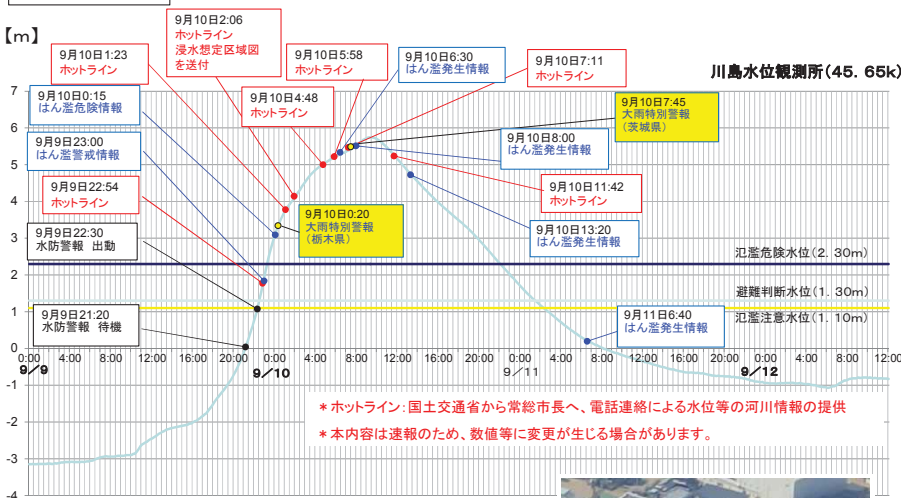 【m】
川島水位観測所(45. 65k)
9月10日2:06
ホットライン
浸水想定区域図
を送付
9月10日1:23
ホットライン
9月10日5:58
ホットライン
9月10日6:30
はん濫発生情報
9月10日7:11
ホットライン
9月10日0:15
はん濫危険情報
9月10日4:48
ホットライン
9月10日7:45
大雨特別警報
(茨城県)
9月9日23:00
はん濫警戒情報
9月10日8:00
はん濫発生情報
9月9日22:54
ホットライン
9月10日11:42
ホットライン
9月9日22:30
水防警報 出動
9月10日0:20
大雨特別警報
(栃木県)
9月10日13:20
はん濫発生情報
氾濫危険水位(2. 30m)
避難判断水位(1. 30m)
氾濫注意水位(1. 10m)
9月9日21:20
水防警報 待機
9月11日6:40
はん濫発生情報
7
6
5
4
3
2
1
0
-1
-2
-3
-4
0:00 4:00 8:00 12:00 16:00 20:00 0:00 4:00 8:00 12:00 16:00 20:00 0:00 4:00 8:00 12:00 16:00 20:00 0:00 4:00 8:00 12:00
9/9 9/10 9/11 9/12
*ホットライン:国土交通省から常総市長へ、電話連絡による水位等の河川情報の提供
*本内容は速報のため、数値等に変更が生じる場合があります。